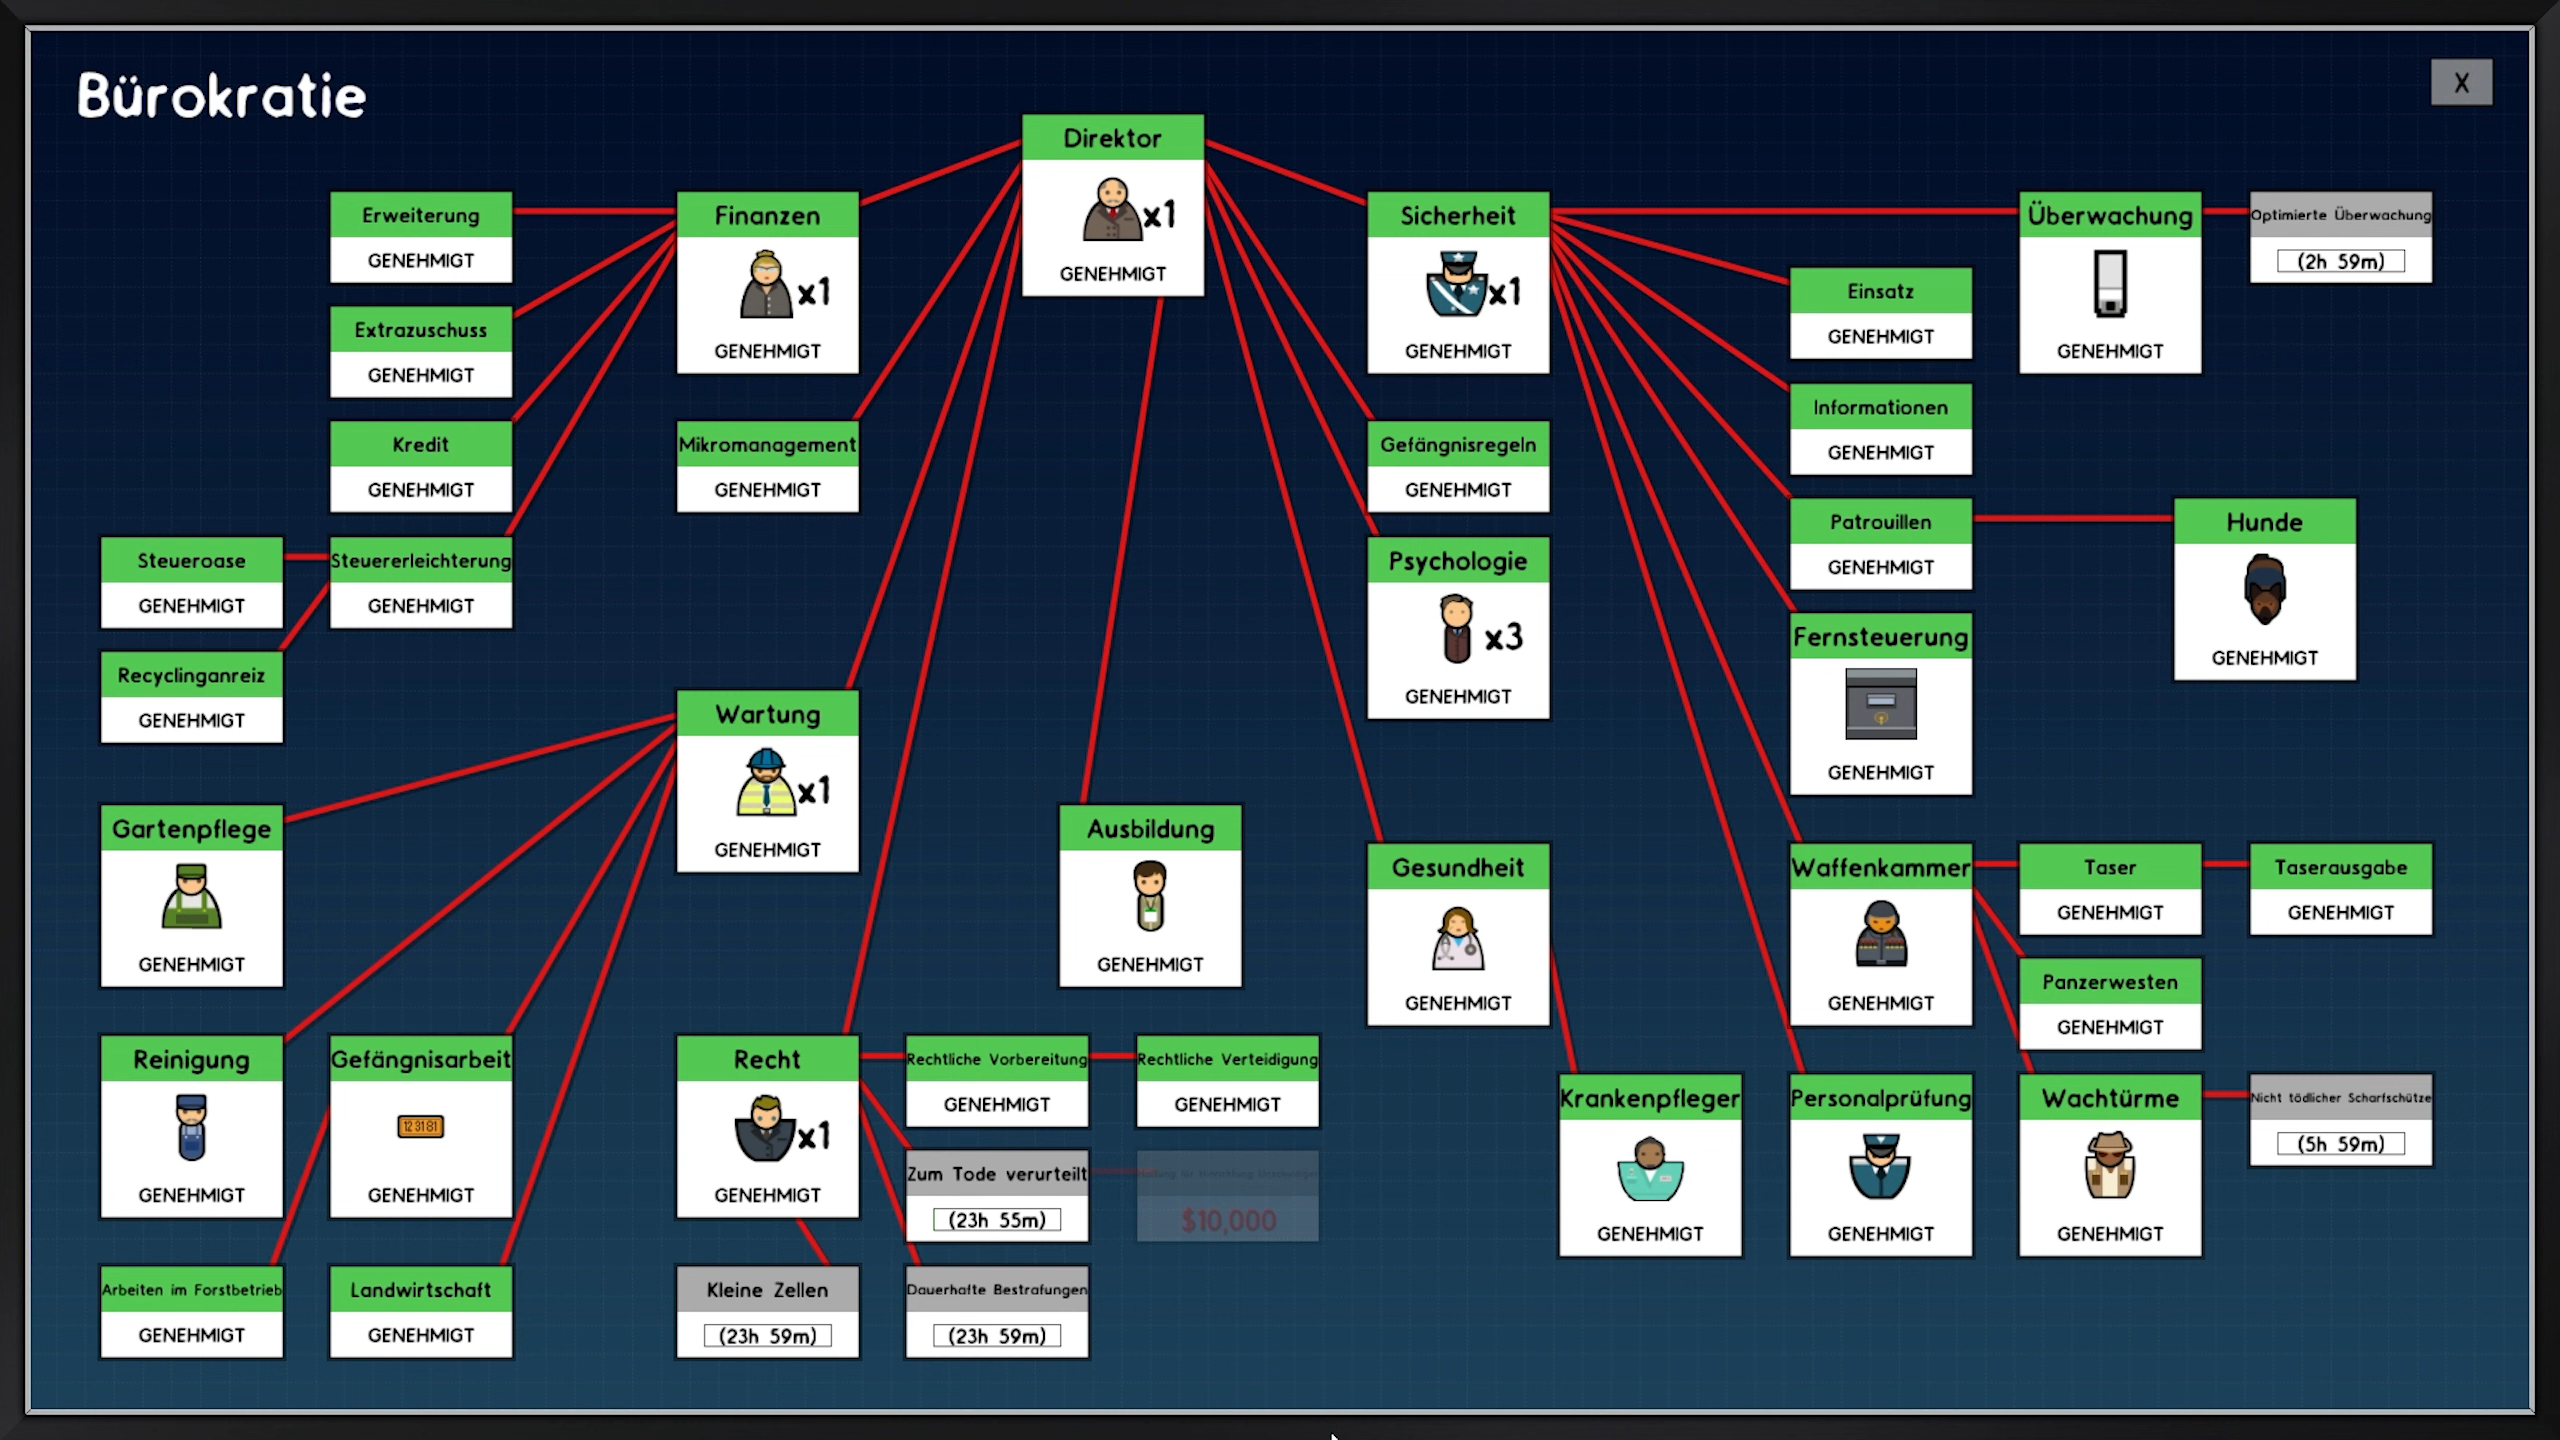 Bürokratie
X
Direktor
x1
GENEHMIGT
Erweiterung
GENEHMIGT
Finanzen
x1
GENEHMIGT
Sicherheit
x1
GENEHMIGT
Überwachung
GENEHMIGT
Optimierte Überwachung
(2h 59m)
Extrazuschuss
GENEHMIGT
Einsatz
GENEHMIGT
Kredit
GENEHMIGT
Mikromanagement
GENEHMIGT
Gefängnisregeln
GENEHMIGT
Informationen
GENEHMIGT
Patrouillen
GENEHMIGT
Hunde
GENEHMIGT
Steueroase
GENEHMIGT
Steuererleichterung
GENEHMIGT
Psychologie
x3
GENEHMIGT
Recyclinganreiz
GENEHMIGT
Fernsteuerung
GENEHMIGT
Wartung
x1
GENEHMIGT
Gartenpflege
GENEHMIGT
Ausbildung
GENEHMIGT
Gesundheit
GENEHMIGT
Waffenkammer
GENEHMIGT
Taser
GENEHMIGT
Taserausgabe
GENEHMIGT
Panzerwesten
GENEHMIGT
Reinigung
GENEHMIGT
Gefängnisarbeit
123181
GENEHMIGT
Recht
x1
GENEHMIGT
Rechtliche Vorbereitung
GENEHMIGT
Rechtliche Verteidigung
GENEHMIGT
Krankenpfleger
GENEHMIGT
Personalprüfung
GENEHMIGT
Wachtürme
GENEHMIGT
Nicht tödlicher Scharfschütze
(5h 59m)
Zum Tode verurteilt
(23h 55m)
$10,000
Arbeiten im Forstbetrieb
GENEHMIGT
Landwirtschaft
GENEHMIGT
Kleine Zellen
(23h 59m)
Dauerhafte Bestrafungen
(23h 59m)